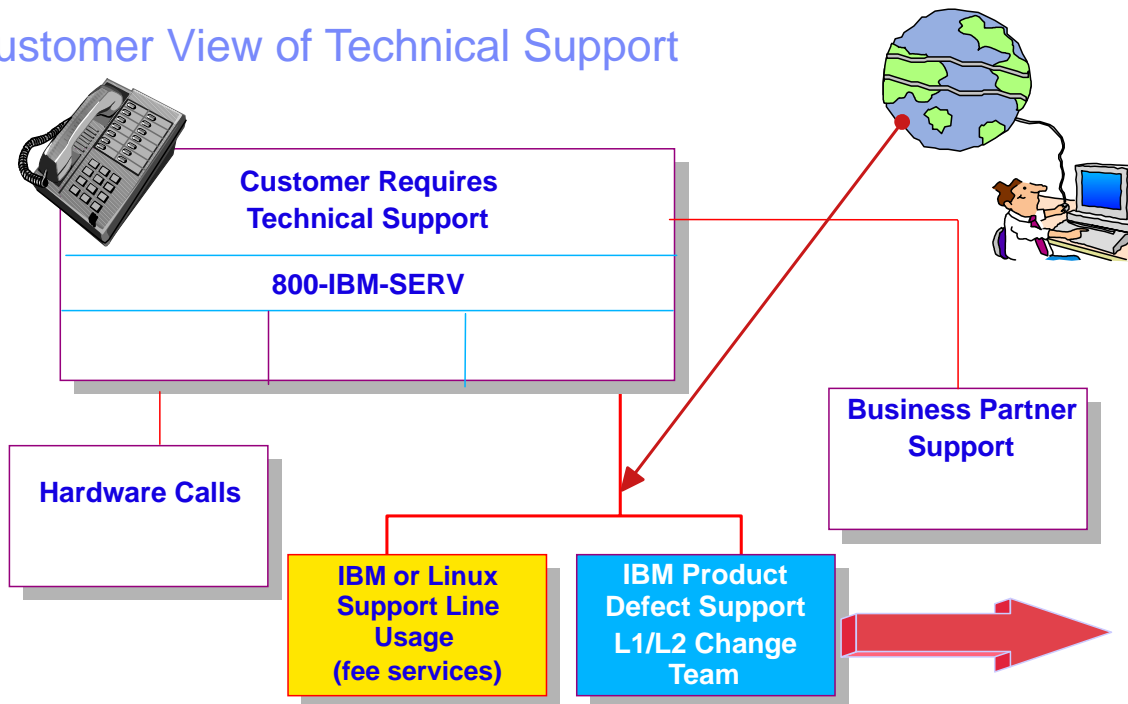 ustomer View of Technical Support
Customer Requires
Technical Support
800-IBM-SERV
Business Partner
Support
Hardware Calls
IBM or Linux
Support Line
Usage
(fee services)
IBM Product
Defect Support
L1/L2 Change
Team